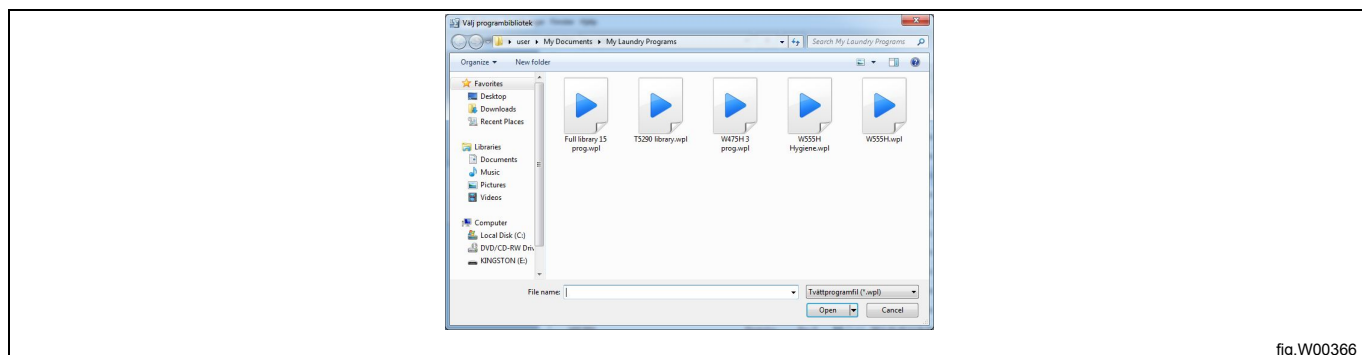 Välj programbibliotek
user ▸ My Documents ▸ My Laundry Programs
Search My Laundry Programs
Organize ▾ New folder
Favorites
Desktop
Downloads
Recent Places
Libraries
Documents
Music
Pictures
Videos
Computer
Local Disk (C:)
DVD/CD-RW Driv
KINGSTON (E:)
Full library 15
prog.wpl
T5290 library.wpl
W475H 3
prog.wpl
W555H
Hygiene.wpl
W555H.wpl
File name:
Tvättprogramfil (*.wpl)
Open
Cancel
fig.W00366